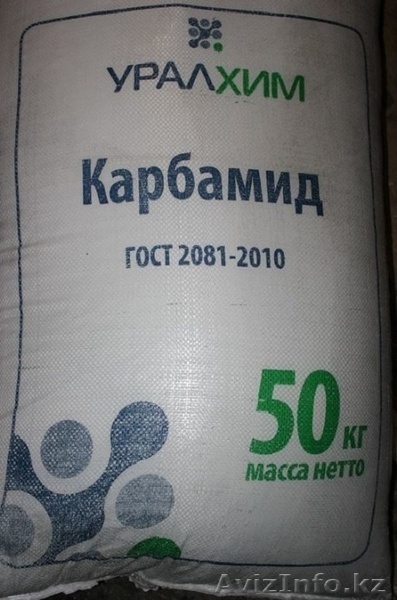 УРАЛХИМ
Карбамид
ГОСТ 2081-2010
50 кг
масса нетто
AvizInfo.kz